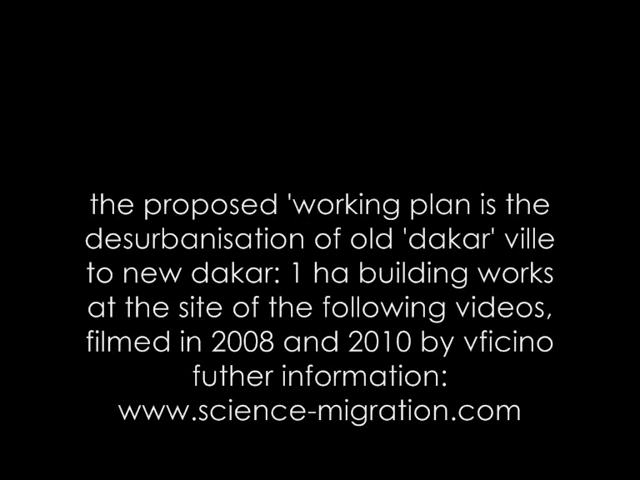 the proposed 'working plan is the
desurbanisation of old 'dakar' ville
to new dakar: 1 ha building works
at the site of the following videos,
filmed in 2008 and 2010 by vficino
futher information:
www.science-migration.com